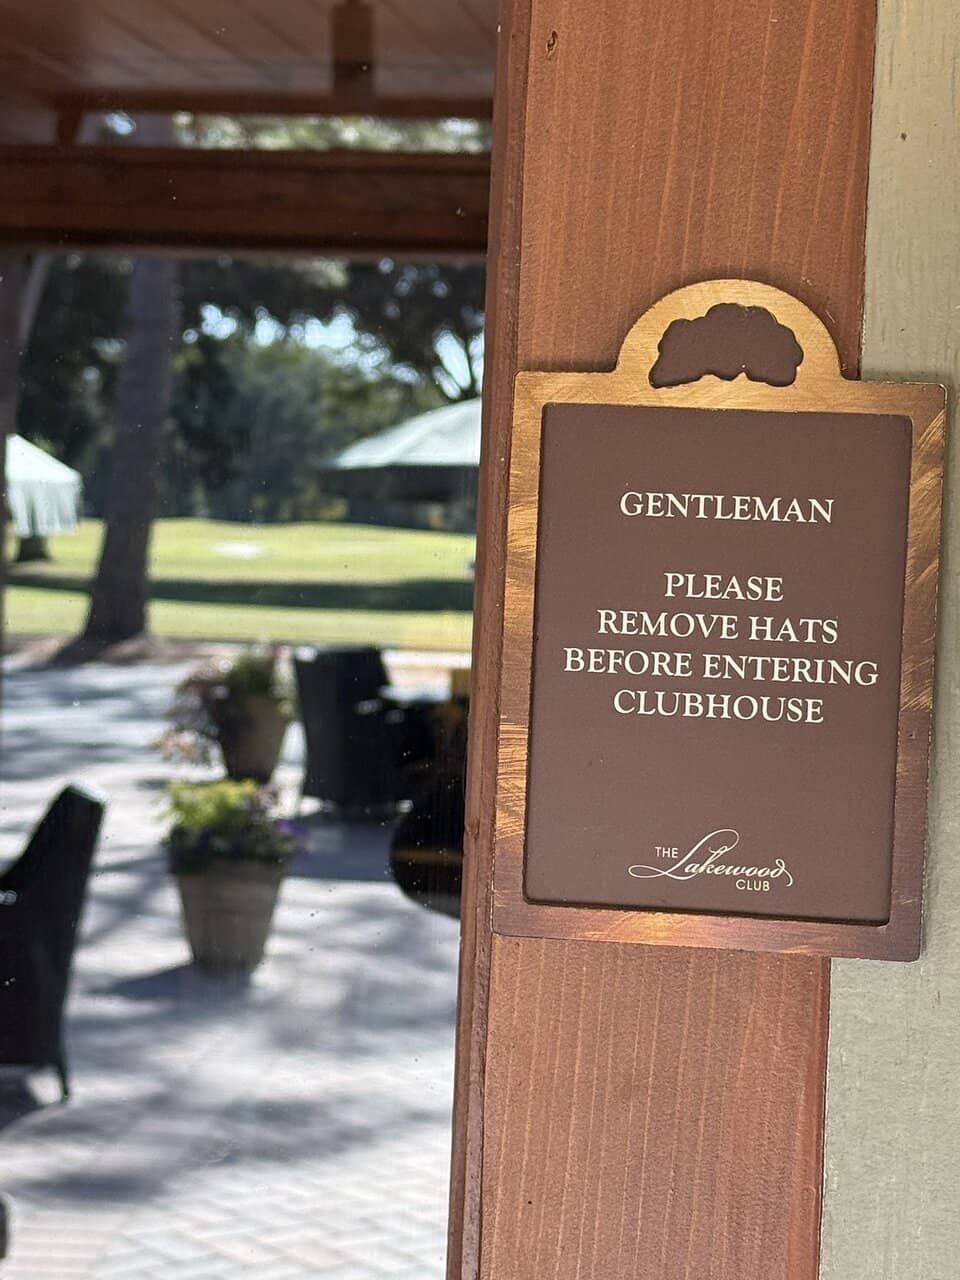 GENTLEMAN
PLEASE
REMOVE HATS
BEFORE ENTERING
CLUBHOUSE
THE Lakewood
CLUB